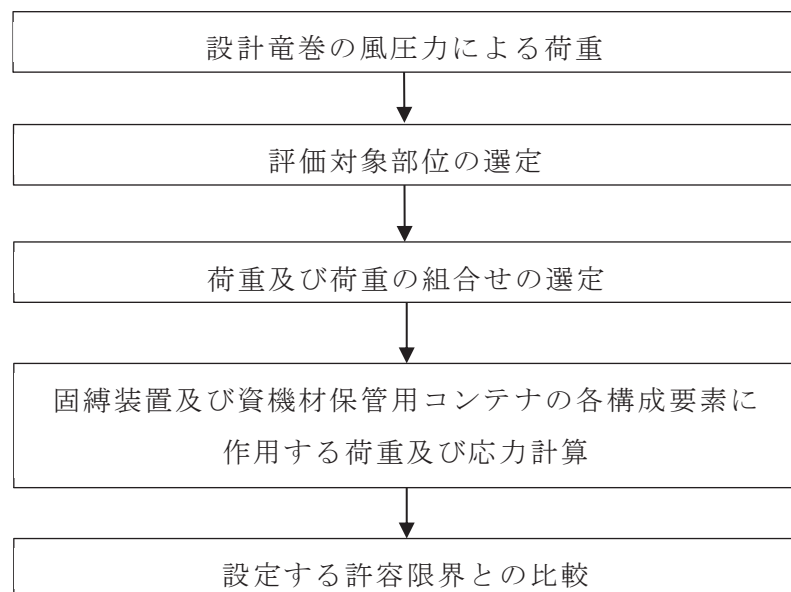 設計竜巻の風圧力による荷重
評価対象部位の選定
荷重及び荷重の組合せの選定
固縛装置及び資機材保管用コンテナの各構成要素に
作用する荷重及び応力計算
設定する許容限界との比較